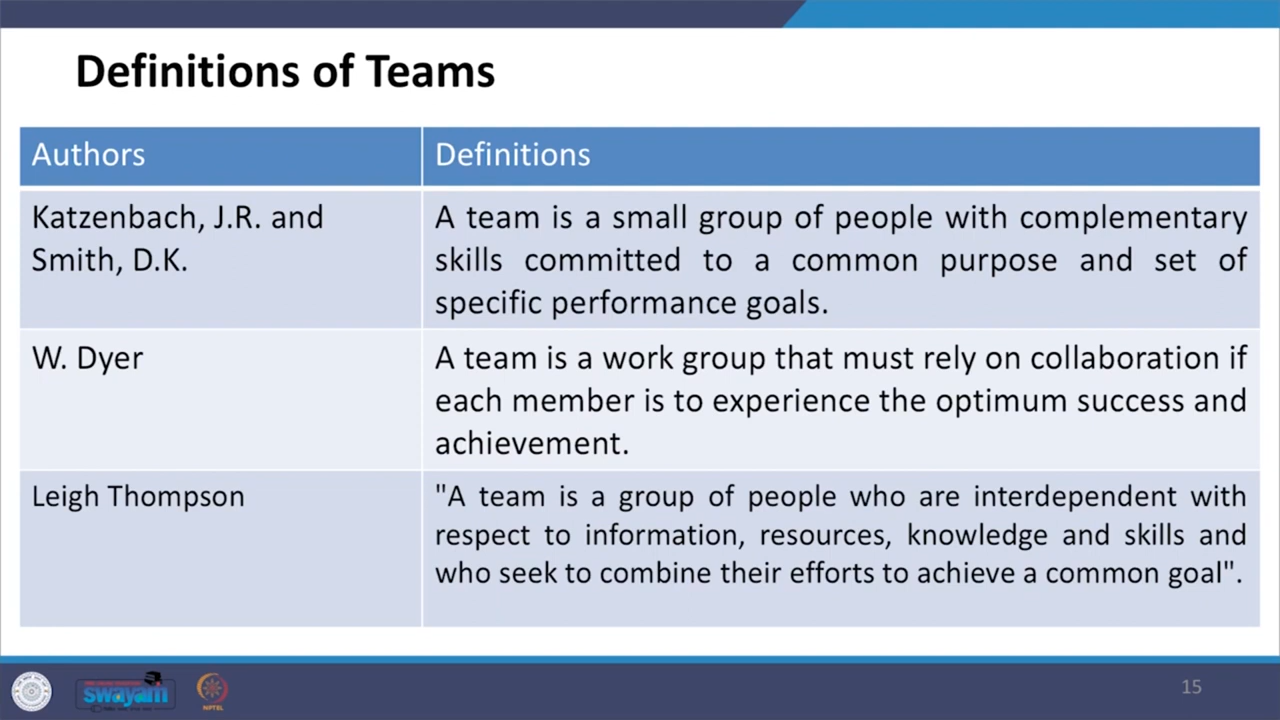 Definitions of Teams
Authors
Definitions
Katzenbach, J.R. and
Smith, D.K.
A team is a small group of people with complementary
skills committed to a common purpose and set of
specific performance goals.
W. Dyer
A team is a work group that must rely on collaboration if
each member is to experience the optimum success and
achievement.
Leigh Thompson
"A team is a group of people who are interdependent with
respect to information, resources, knowledge and skills and
who seek to combine their efforts to achieve a common goal".
swayam
NPTEL
15